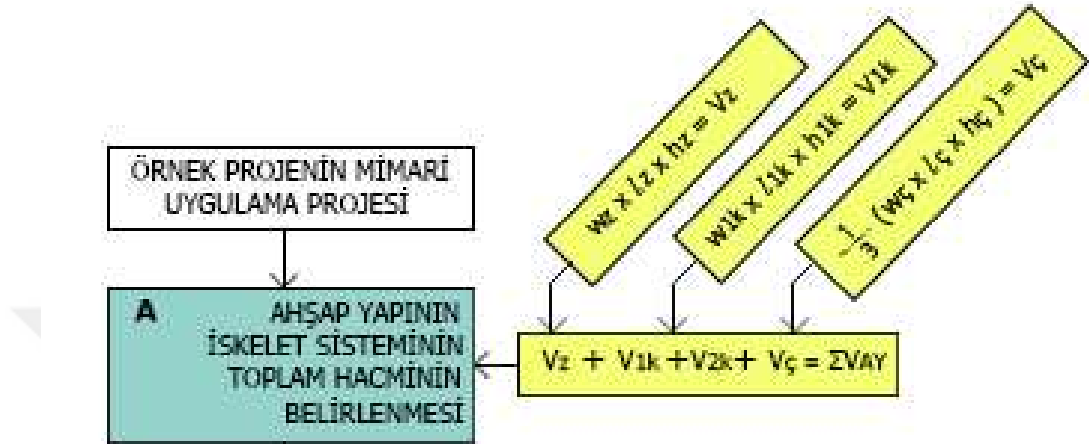 wz x lz x hz = Vz
w1k x l1k x h1k = V1k
1/3 (wç x lç x hç) = Vç
ÖRNEK PROJENİN MİMARİ
UYGULAMA PROJESİ
A AHŞAP YAPININ
İSKELET SİSTEMİNİN
TOPLAM HACMİNİN
BELİRLENMESİ
Vz + V1k + V2k + Vç = ΣVAY